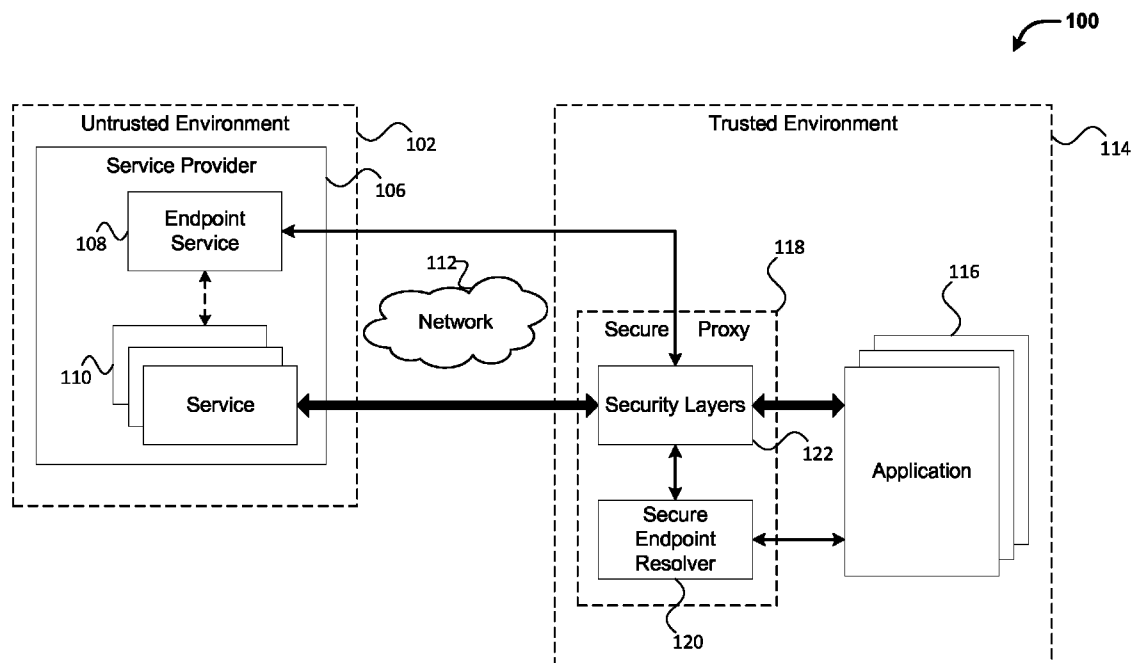 100
Untrusted Environment
102
Service Provider
106
Endpoint
Service
108
110
Service
112
Network
Trusted Environment
114
118
116
Secure Proxy
Security Layers
122
Application
Secure
Endpoint
Resolver
120